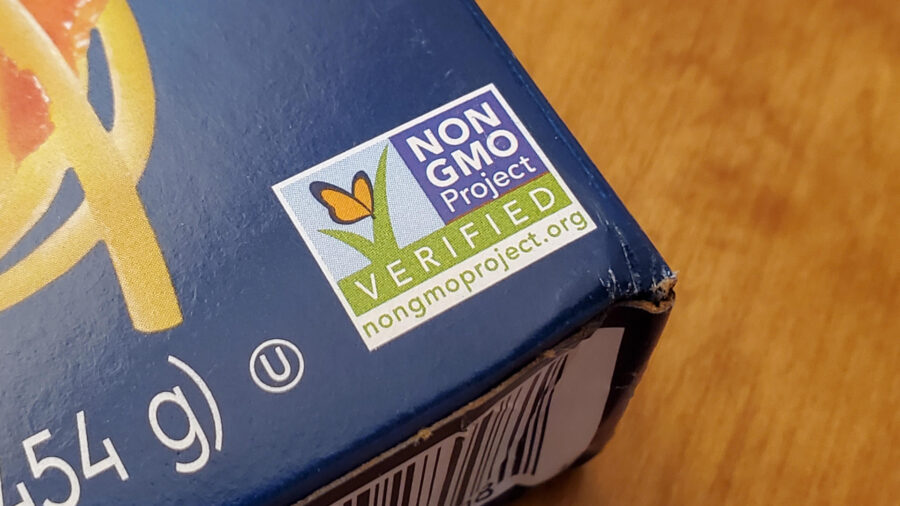 NON
GMO
Project
VERIFIED
nongmoproject.org
454 g)
U